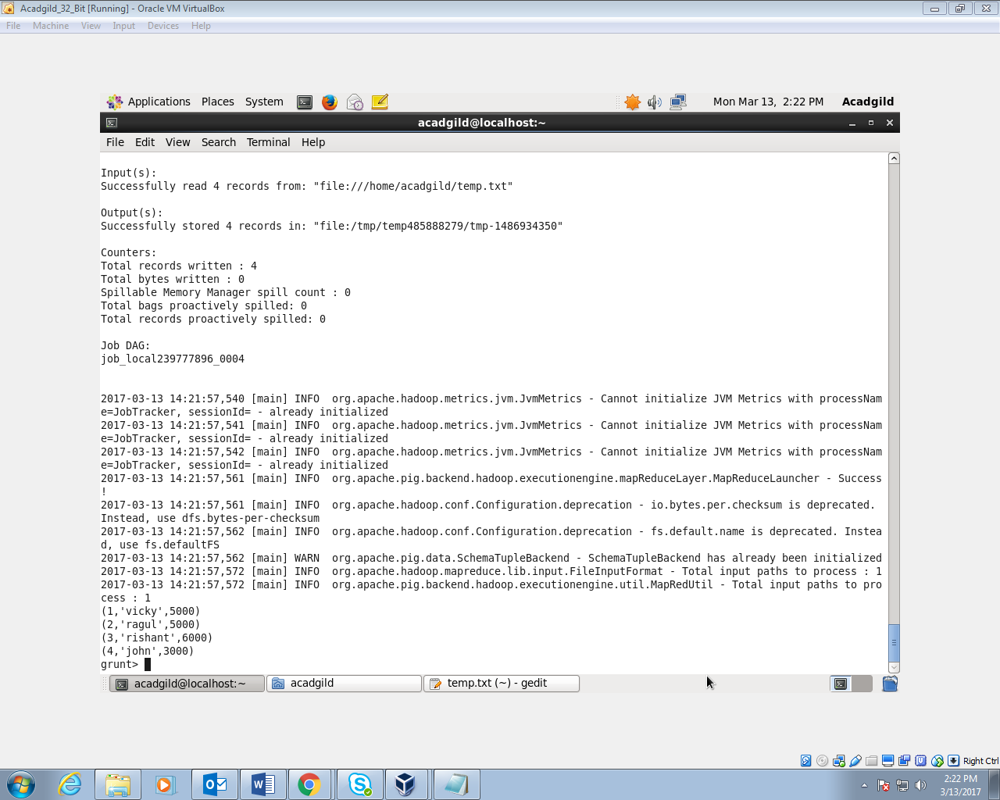 Acadgild_32_Bit [Running] - Oracle VM VirtualBox
File Machine View Input Devices Help
Applications Places System Mon Mar 13, 2:22 PM Acadgild
acadgild@localhost:~
File Edit View Search Terminal Help
Input(s):
Successfully read 4 records from: "file:///home/acadgild/temp.txt"
Output(s):
Successfully stored 4 records in: "file:/tmp/temp485888279/tmp-1486934350"
Counters:
Total records written : 4
Total bytes written : 0
Spillable Memory Manager spill count : 0
Total bags proactively spilled: 0
Total records proactively spilled: 0
Job DAG:
job_local239777896_0004
2017-03-13 14:21:57,540 [main] INFO  org.apache.hadoop.metrics.jvm.JvmMetrics - Cannot initialize JVM Metrics with processNam
e=JobTracker, sessionId= - already initialized
2017-03-13 14:21:57,541 [main] INFO  org.apache.hadoop.metrics.jvm.JvmMetrics - Cannot initialize JVM Metrics with processNam
e=JobTracker, sessionId= - already initialized
2017-03-13 14:21:57,542 [main] INFO  org.apache.hadoop.metrics.jvm.JvmMetrics - Cannot initialize JVM Metrics with processNam
e=JobTracker, sessionId= - already initialized
2017-03-13 14:21:57,561 [main] INFO  org.apache.pig.backend.hadoop.executionengine.mapReduceLayer.MapReduceLauncher - Success
!
2017-03-13 14:21:57,561 [main] INFO  org.apache.hadoop.conf.Configuration.deprecation - io.bytes.per.checksum is deprecated.
Instead, use dfs.bytes-per-checksum
2017-03-13 14:21:57,562 [main] INFO  org.apache.hadoop.conf.Configuration.deprecation - fs.default.name is deprecated. Instea
d, use fs.defaultFS
2017-03-13 14:21:57,562 [main] WARN  org.apache.pig.data.SchemaTupleBackend - SchemaTupleBackend has already been initialized
2017-03-13 14:21:57,572 [main] INFO  org.apache.hadoop.mapreduce.lib.input.FileInputFormat - Total input paths to process : 1
2017-03-13 14:21:57,572 [main] INFO  org.apache.pig.backend.hadoop.executionengine.util.MapRedUtil - Total input paths to pro
cess : 1
(1,'vicky',5000)
(2,'ragul',5000)
(3,'rishant',6000)
(4,'john',3000)
grunt>
acadgild@localhost:~ acadgild temp.txt (~) - gedit
Right Ctrl
2:22 PM
3/13/2017